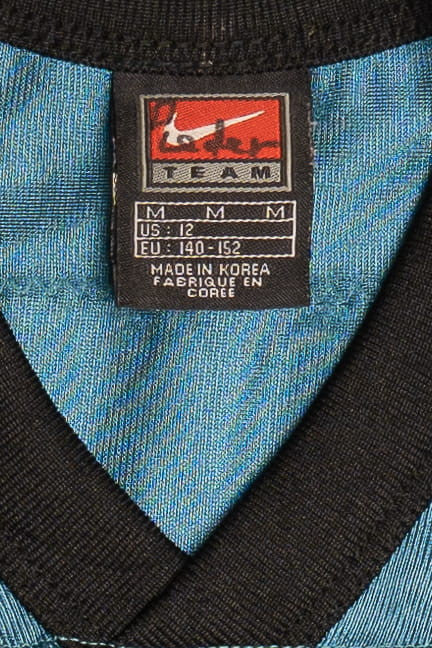 TEAM
M M M
US : 12
EU : 140-152
MADE IN KOREA
FABRIQUE EN
COREE